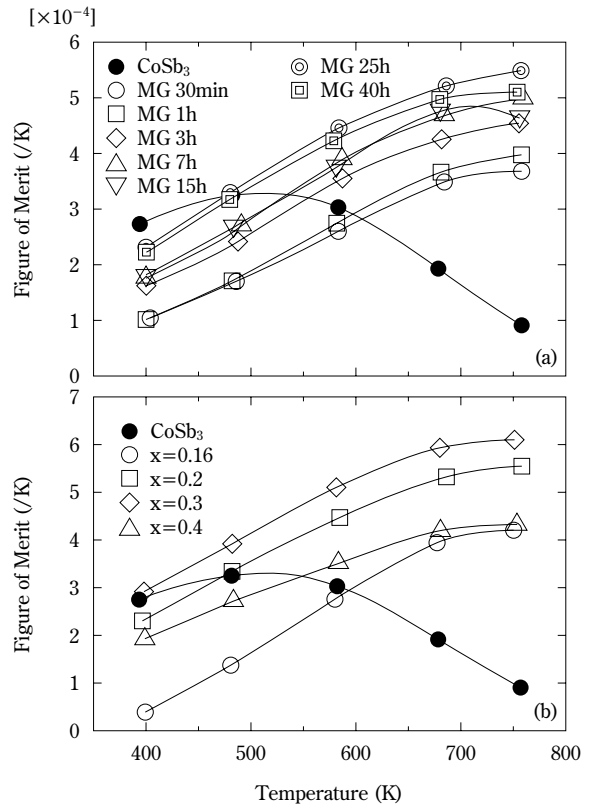 [×10⁻⁴]
6
5
4
3
2
1
0
Figure of Merit (/K)
CoSb₃
MG 30min
MG 1h
MG 3h
MG 7h
MG 15h
MG 25h
MG 40h
(a)
7
6
5
4
3
2
1
0
Figure of Merit (/K)
CoSb₃
x=0.16
x=0.2
x=0.3
x=0.4
(b)
400 500 600 700 800
Temperature (K)